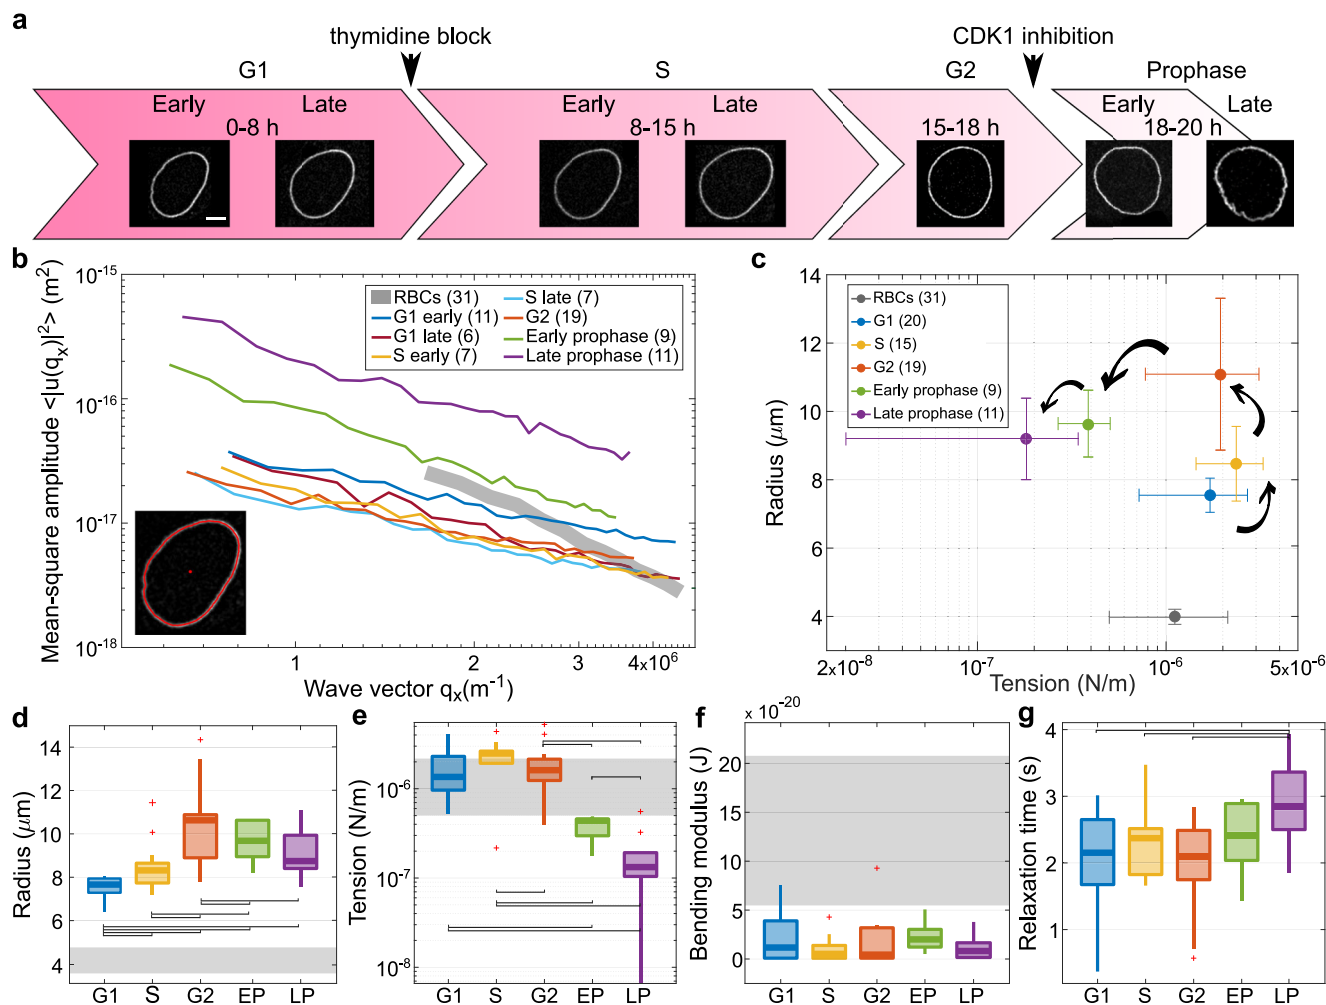 a
thymidine block
CDK1 inhibition
G1
S
G2
Prophase
Early
Late
Early
Late
Early
Late
0-8 h
8-15 h
15-18 h
18-20 h
b
Mean-square amplitude <|u(qₓ)|²> (m²)
10⁻¹⁵
10⁻¹⁶
10⁻¹⁷
10⁻¹⁸
RBCs (31)
G1 early (11)
G1 late (6)
S early (7)
S late (7)
G2 (19)
Early prophase (9)
Late prophase (11)
1
2
3
4x10⁶
Wave vector qₓ(m⁻¹)
c
Radius (μm)
14
12
10
8
6
4
RBCs (31)
G1 (20)
S (15)
G2 (19)
Early prophase (9)
Late prophase (11)
2x10⁻⁸
10⁻⁷
10⁻⁶
5x10⁻⁶
Tension (N/m)
d
Radius (μm)
14
12
10
8
6
4
G1
S
G2
EP
LP
e
Tension (N/m)
10⁻⁶
10⁻⁷
10⁻⁸
G1
S
G2
EP
LP
f
x 10⁻²⁰
Bending modulus (J)
20
15
10
5
0
G1
S
G2
EP
LP
g
Relaxation time (s)
4
3
2
1
G1
S
G2
EP
LP